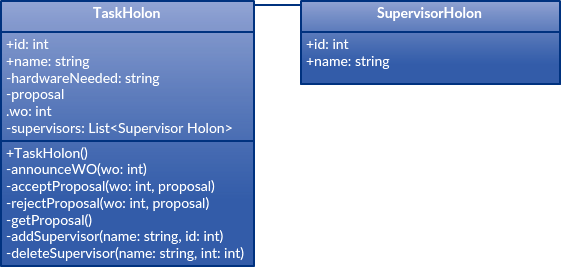 TaskHolon
+id: int
+name: string
-hardwareNeeded: string
-proposal
.wo: int
-supervisors: List<Supervisor Holon>
+TaskHolon()
-announceWO(wo: int)
-acceptProposal(wo: int, proposal)
-rejectProposal(wo: int, proposal)
-getProposal()
-addSupervisor(name: string, id: int)
-deleteSupervisor(name: string, int: int)
SupervisorHolon
+id: int
+name: string